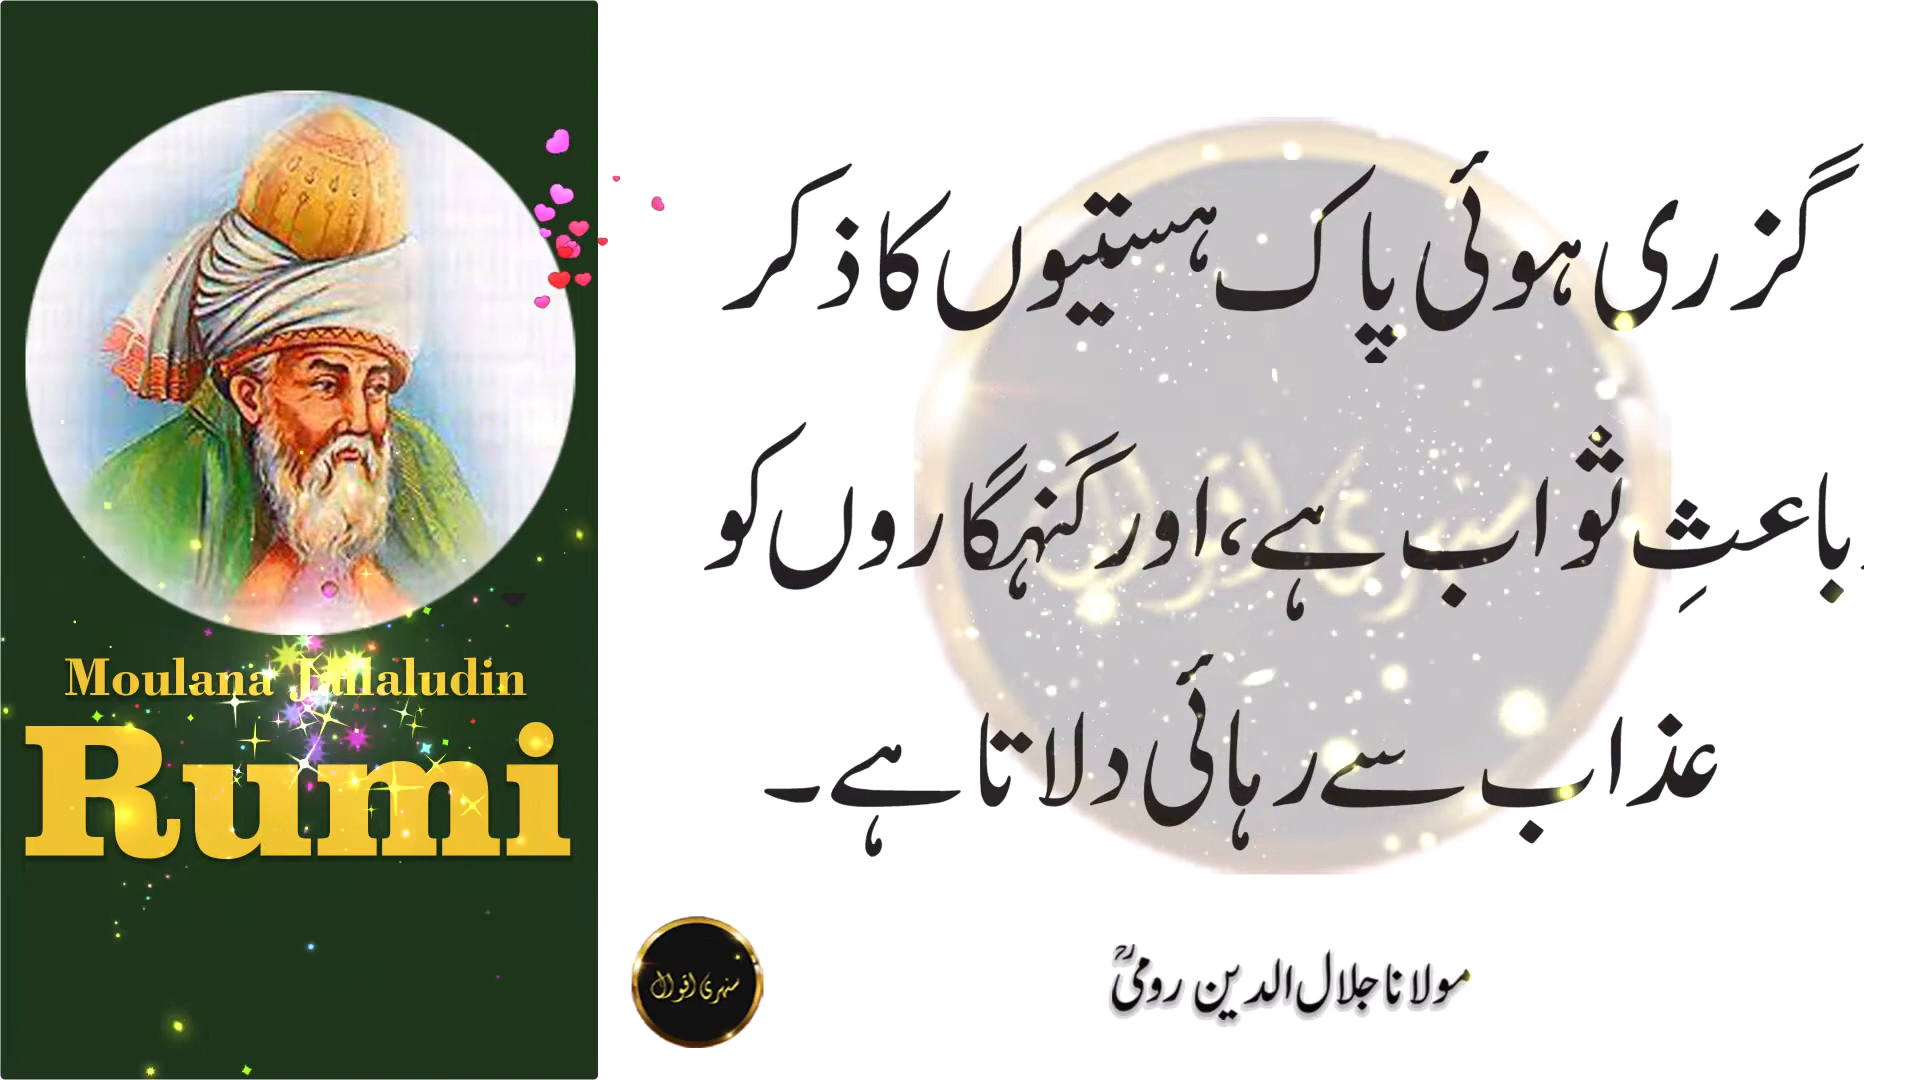 گزری ہوئی پاک ہستیوں کا ذکر
باعثِ ثواب ہے، اور گنہگاروں کو
عذاب سے رہائی دلاتا ہے۔
مولانا جلال الدین رومیؒ
سنہری اقوال
Moulana Jallaludin
Rumi